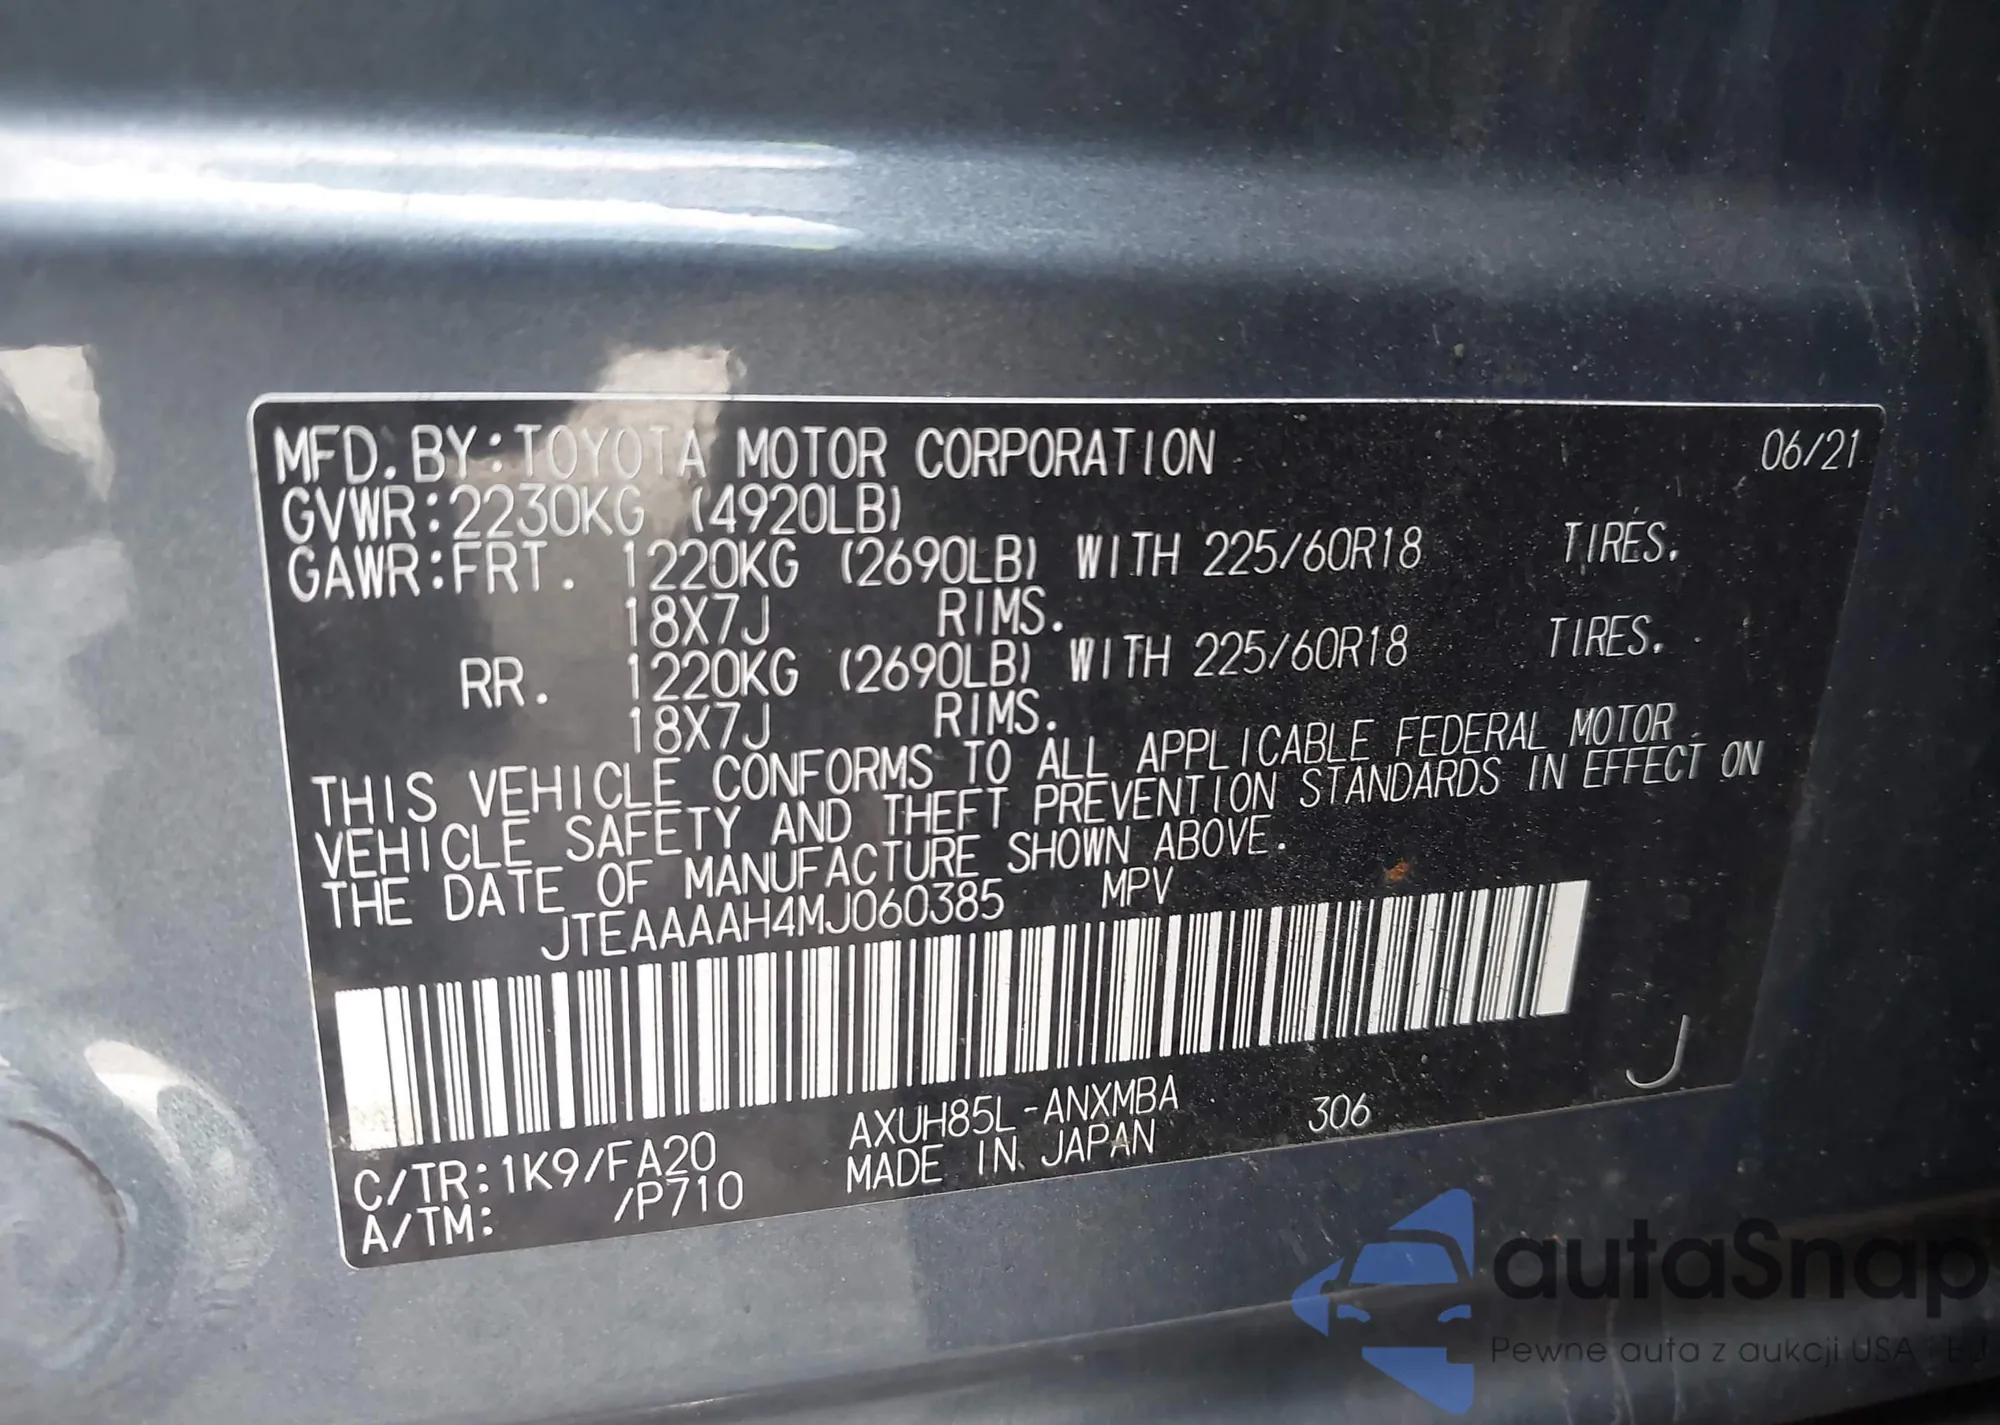 MFD.BY:TOYOTA MOTOR CORPORATION 06/21
GVWR:2230KG (4920LB)
GAWR:FRT. 1220KG (2690LB) WITH 225/60R18 TIRES.
18X7J RIMS.
RR. 1220KG (2690LB) WITH 225/60R18 TIRES.
18X7J RIMS.
THIS VEHICLE CONFORMS TO ALL APPLICABLE FEDERAL MOTOR
VEHICLE SAFETY AND THEFT PREVENTION STANDARDS IN EFFECT ON
THE DATE OF MANUFACTURE SHOWN ABOVE.
JTEAAAAH4MJ060385 MPV
C/TR:1K9/FA20 AXUH85L-ANXMBA 306 J
A/TM: /P710 MADE IN JAPAN
autaSnap
Pewne auta z aukcji USA i EU